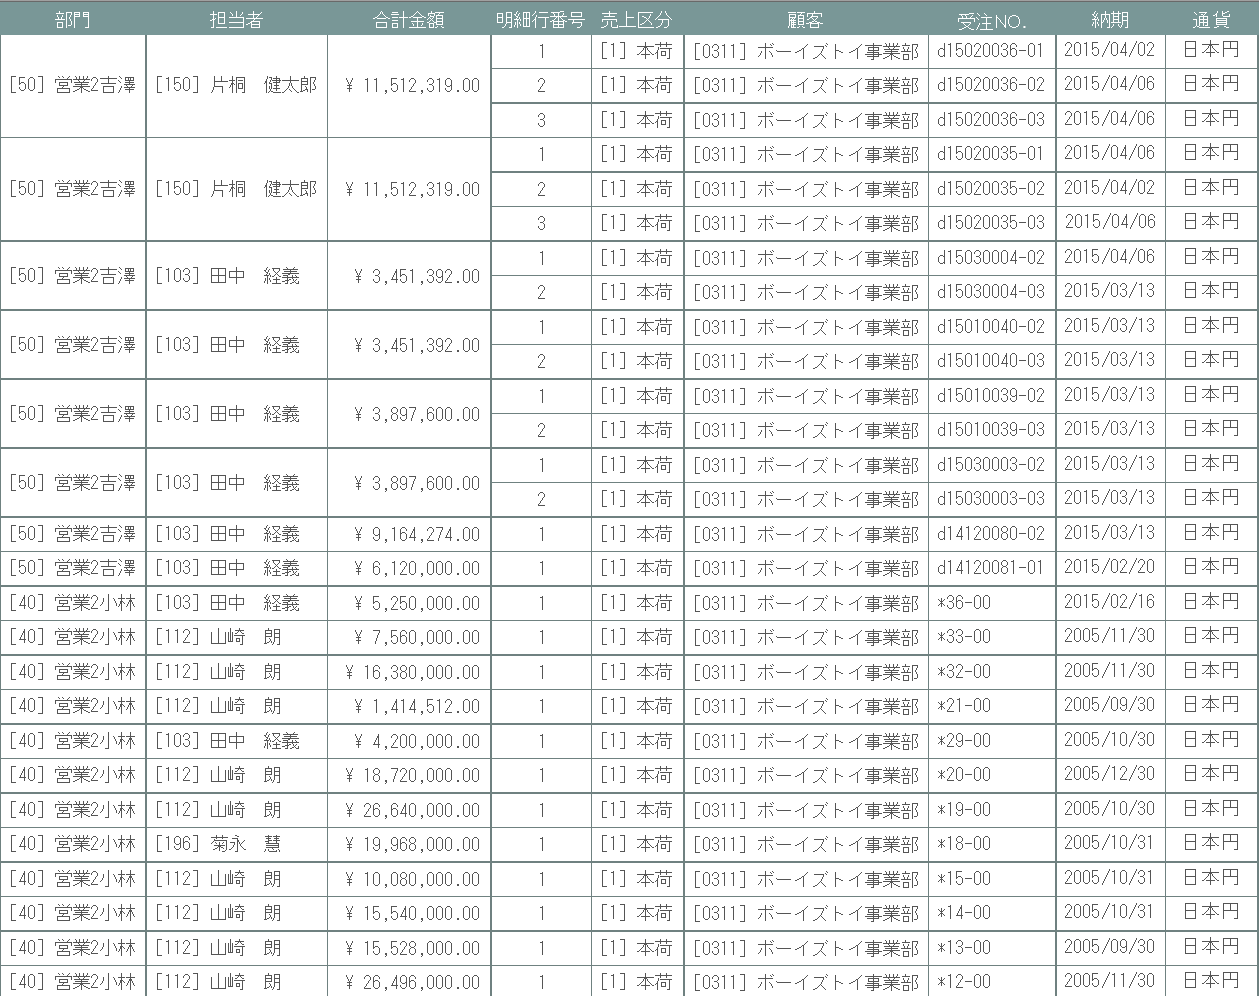 部門 担当者 合計金額 明細行番号 売上区分 顧客 受注NO. 納期 通貨
[50] 営業2吉澤 [150] 片桐　健太郎 ¥ 11,512,319.00 1 [1] 本荷 [0311] ボーイズトイ事業部 d15020036-01 2015/04/02 日本円
2 [1] 本荷 [0311] ボーイズトイ事業部 d15020036-02 2015/04/06 日本円
3 [1] 本荷 [0311] ボーイズトイ事業部 d15020036-03 2015/04/06 日本円
[50] 営業2吉澤 [150] 片桐　健太郎 ¥ 11,512,319.00 1 [1] 本荷 [0311] ボーイズトイ事業部 d15020035-01 2015/04/06 日本円
2 [1] 本荷 [0311] ボーイズトイ事業部 d15020035-02 2015/04/02 日本円
3 [1] 本荷 [0311] ボーイズトイ事業部 d15020035-03 2015/04/06 日本円
[50] 営業2吉澤 [103] 田中　経義 ¥ 3,451,392.00 1 [1] 本荷 [0311] ボーイズトイ事業部 d15030004-02 2015/04/06 日本円
2 [1] 本荷 [0311] ボーイズトイ事業部 d15030004-03 2015/03/13 日本円
[50] 営業2吉澤 [103] 田中　経義 ¥ 3,451,392.00 1 [1] 本荷 [0311] ボーイズトイ事業部 d15010040-02 2015/03/13 日本円
2 [1] 本荷 [0311] ボーイズトイ事業部 d15010040-03 2015/03/13 日本円
[50] 営業2吉澤 [103] 田中　経義 ¥ 3,897,600.00 1 [1] 本荷 [0311] ボーイズトイ事業部 d15010039-02 2015/03/13 日本円
2 [1] 本荷 [0311] ボーイズトイ事業部 d15010039-03 2015/03/13 日本円
[50] 営業2吉澤 [103] 田中　経義 ¥ 3,897,600.00 1 [1] 本荷 [0311] ボーイズトイ事業部 d15030003-02 2015/03/13 日本円
2 [1] 本荷 [0311] ボーイズトイ事業部 d15030003-03 2015/03/13 日本円
[50] 営業2吉澤 [103] 田中　経義 ¥ 9,164,274.00 1 [1] 本荷 [0311] ボーイズトイ事業部 d14120080-02 2015/03/13 日本円
[50] 営業2吉澤 [103] 田中　経義 ¥ 6,120,000.00 1 [1] 本荷 [0311] ボーイズトイ事業部 d14120081-01 2015/02/20 日本円
[40] 営業2小林 [103] 田中　経義 ¥ 5,250,000.00 1 [1] 本荷 [0311] ボーイズトイ事業部 *36-00 2015/02/16 日本円
[40] 営業2小林 [112] 山崎　朗 ¥ 7,560,000.00 1 [1] 本荷 [0311] ボーイズトイ事業部 *33-00 2005/11/30 日本円
[40] 営業2小林 [112] 山崎　朗 ¥ 16,380,000.00 1 [1] 本荷 [0311] ボーイズトイ事業部 *32-00 2005/11/30 日本円
[40] 営業2小林 [112] 山崎　朗 ¥ 1,414,512.00 1 [1] 本荷 [0311] ボーイズトイ事業部 *21-00 2005/09/30 日本円
[40] 営業2小林 [103] 田中　経義 ¥ 4,200,000.00 1 [1] 本荷 [0311] ボーイズトイ事業部 *29-00 2005/10/30 日本円
[40] 営業2小林 [112] 山崎　朗 ¥ 18,720,000.00 1 [1] 本荷 [0311] ボーイズトイ事業部 *20-00 2005/12/30 日本円
[40] 営業2小林 [112] 山崎　朗 ¥ 26,640,000.00 1 [1] 本荷 [0311] ボーイズトイ事業部 *19-00 2005/10/30 日本円
[40] 営業2小林 [196] 菊永　慧 ¥ 19,968,000.00 1 [1] 本荷 [0311] ボーイズトイ事業部 *18-00 2005/10/31 日本円
[40] 営業2小林 [112] 山崎　朗 ¥ 10,080,000.00 1 [1] 本荷 [0311] ボーイズトイ事業部 *15-00 2005/10/31 日本円
[40] 営業2小林 [112] 山崎　朗 ¥ 15,540,000.00 1 [1] 本荷 [0311] ボーイズトイ事業部 *14-00 2005/10/31 日本円
[40] 営業2小林 [112] 山崎　朗 ¥ 15,528,000.00 1 [1] 本荷 [0311] ボーイズトイ事業部 *13-00 2005/09/30 日本円
[40] 営業2小林 [112] 山崎　朗 ¥ 26,496,000.00 1 [1] 本荷 [0311] ボーイズトイ事業部 *12-00 2005/11/30 日本円